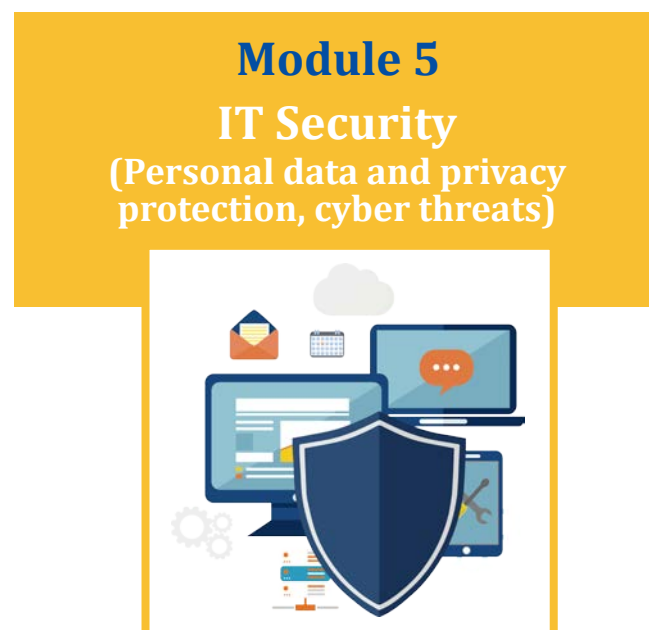 Module 5
IT Security
(Personal data and privacy
protection, cyber threats)